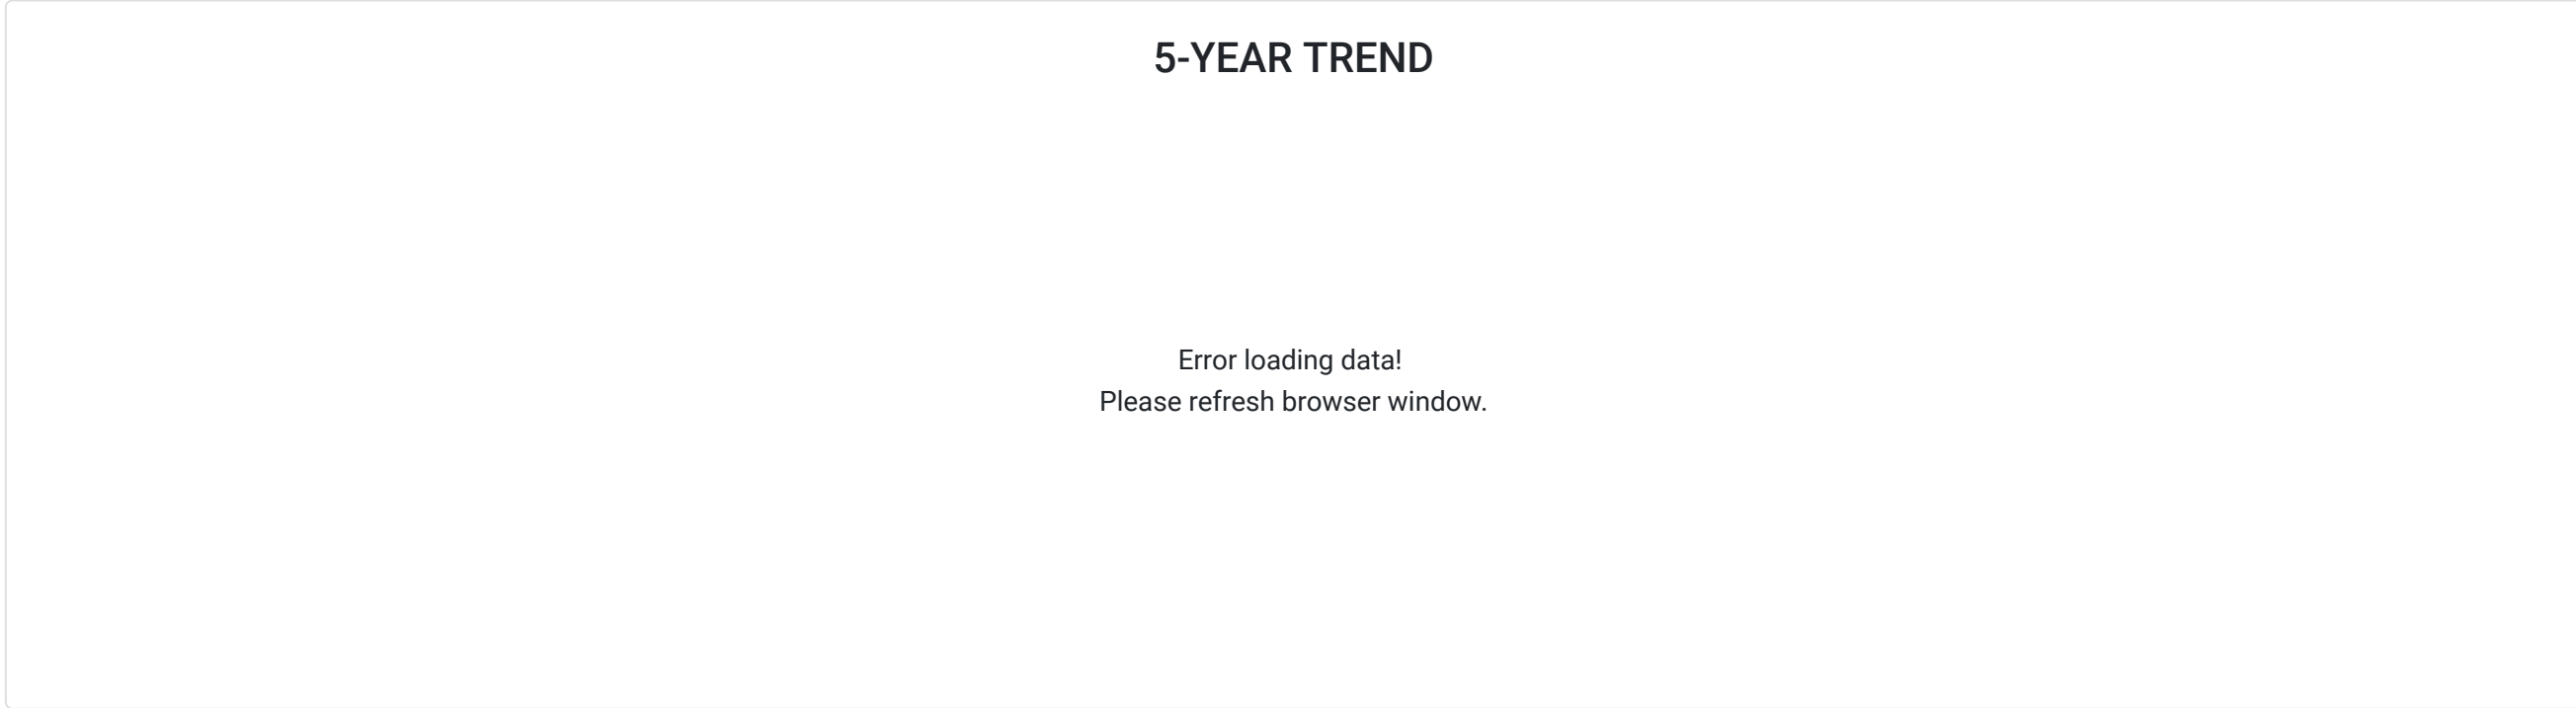 5-YEAR TREND
Error loading data!
Please refresh browser window.